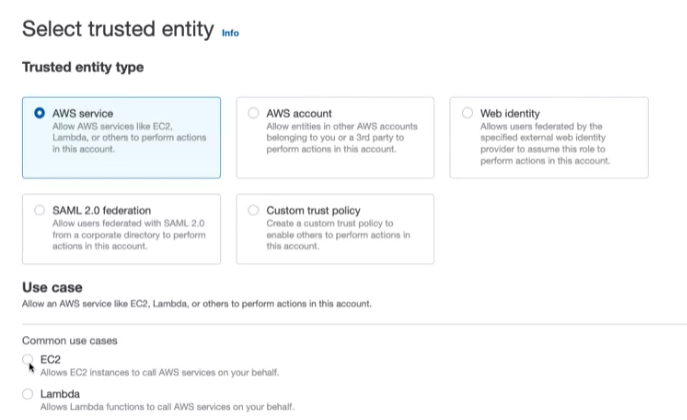 Select trusted entity Info
Trusted entity type
AWS service
Allow AWS services like EC2,
Lambda, or others to perform actions
in this account.
AWS account
Allow entities in other AWS accounts
belonging to you or a 3rd party to
perform actions in this account.
Web identity
Allows users federated by the
specified external web identity
provider to assume this role to
perform actions in this account.
SAML 2.0 federation
Allow users federated with SAML 2.0
from a corporate directory to perform
actions in this account.
Custom trust policy
Create a custom trust policy to
enable others to perform actions in
this account.
Use case
Allow an AWS service like EC2, Lambda, or others to perform actions in this account.
Common use cases
EC2
Allows EC2 instances to call AWS services on your behalf.
Lambda
Allows Lambda functions to call AWS services on your behalf.